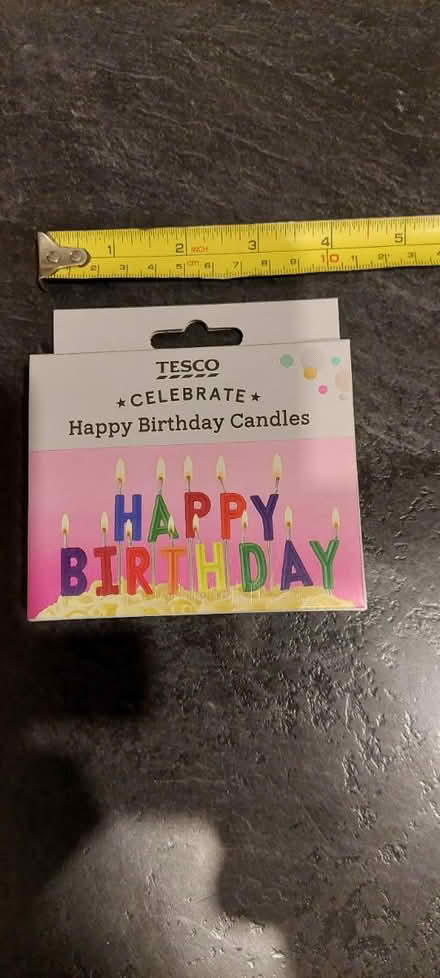 1 2 INCH 3 4 5
2 3 4 5 cm 6 7 8 9 10 1 2 3 4
TESCO
★ CELEBRATE ★
Happy Birthday Candles
HAPPY
BIRTHDAY